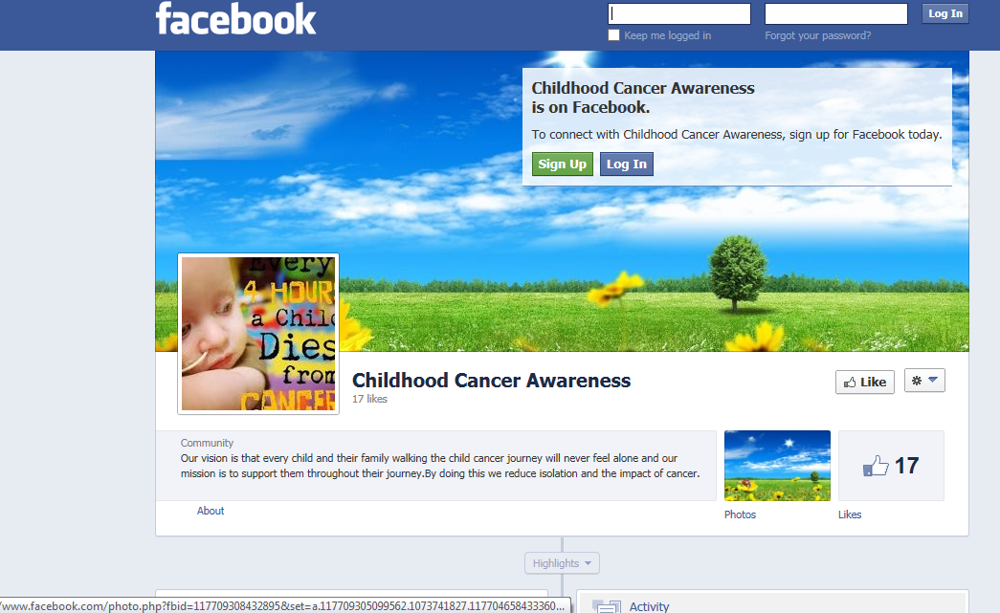 facebook
Log In
Keep me logged in
Forgot your password?
Childhood Cancer Awareness
is on Facebook.
To connect with Childhood Cancer Awareness, sign up for Facebook today.
Sign Up Log In
Every
4 HOUR
a Chil
Dies
from
CANCER
Childhood Cancer Awareness
17 likes
Like
Community
Our vision is that every child and their family walking the child cancer journey will never feel alone and our
mission is to support them throughout their journey.By doing this we reduce isolation and the impact of cancer.
17
About
Photos
Likes
Highlights
/www.facebook.com/photo.php?fbid=117709308432895&set=a.117709305099562.1073741827.117704658433360...
Activity